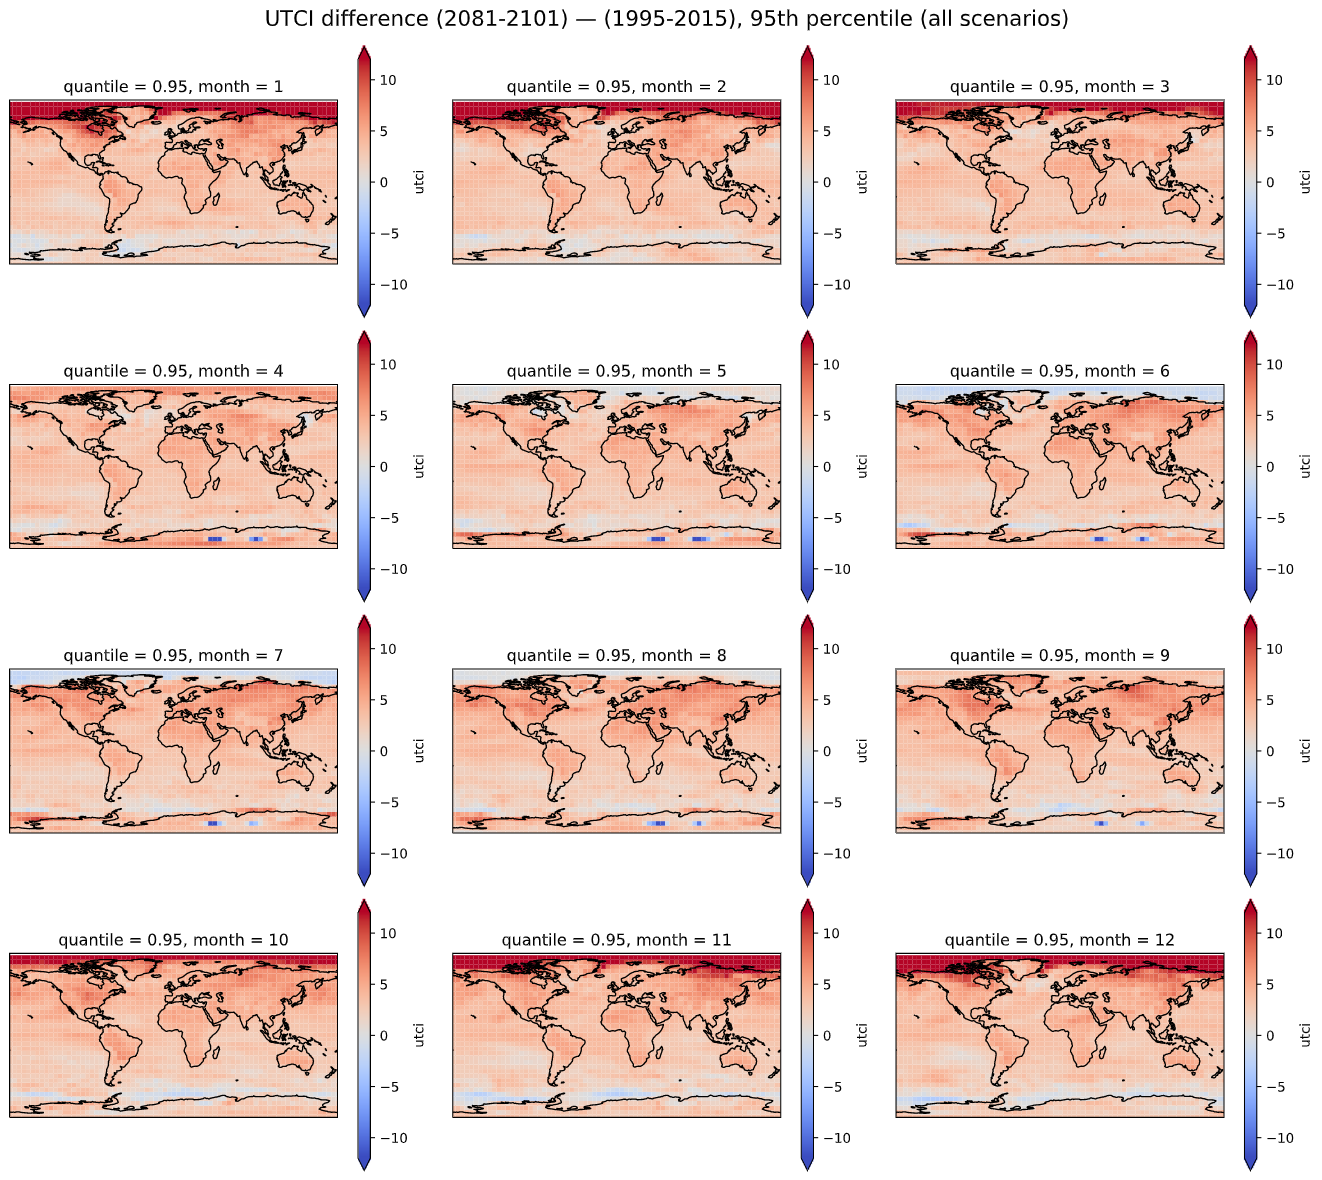 UTCI difference (2081-2101) — (1995-2015), 95th percentile (all scenarios)
quantile = 0.95, month = 1
10
5
0
−5
−10
utci
quantile = 0.95, month = 2
10
5
0
−5
−10
utci
quantile = 0.95, month = 3
10
5
0
−5
−10
utci
quantile = 0.95, month = 4
10
5
0
−5
−10
utci
quantile = 0.95, month = 5
10
5
0
−5
−10
utci
quantile = 0.95, month = 6
10
5
0
−5
−10
utci
quantile = 0.95, month = 7
10
5
0
−5
−10
utci
quantile = 0.95, month = 8
10
5
0
−5
−10
utci
quantile = 0.95, month = 9
10
5
0
−5
−10
utci
quantile = 0.95, month = 10
10
5
0
−5
−10
utci
quantile = 0.95, month = 11
10
5
0
−5
−10
utci
quantile = 0.95, month = 12
10
5
0
−5
−10
utci